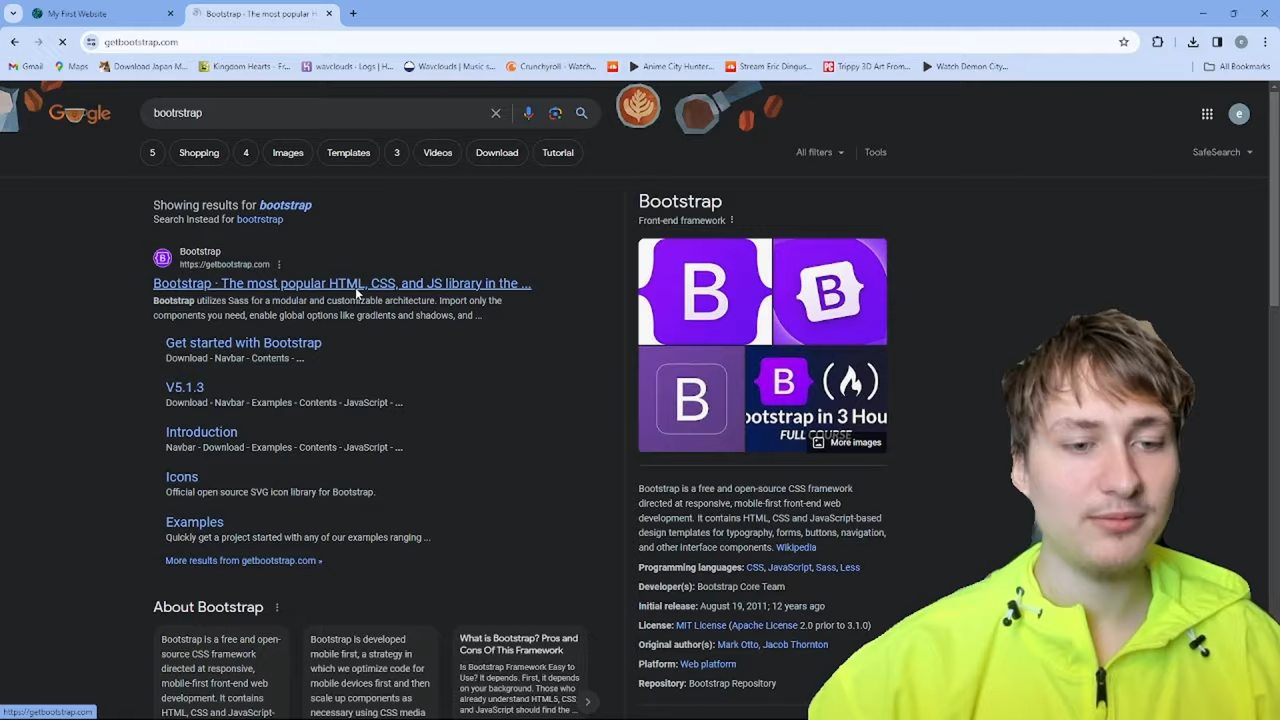 My First Website
Bootstrap - The most popular H
getbootstrap.com
Gmail
Maps
Download Japan M...
Kingdom Hearts – Fr...
wavclouds - Logs | H...
Wavclouds | Music s...
Crunchyroll - Watch...
Anime City Hunter...
Stream Eric Dingus...
Trippy 3D Art From...
Watch Demon City...
All Bookmarks
Google
bootrstrap
5
Shopping
4
Images
Templates
3
Videos
Download
Tutorial
All filters
Tools
SafeSearch
Showing results for bootstrap
Search instead for bootrstrap
Bootstrap
https://getbootstrap.com
Bootstrap · The most popular HTML, CSS, and JS library in the ...
Bootstrap utilizes Sass for a modular and customizable architecture. Import only the
components you need, enable global options like gradients and shadows, and ...
Get started with Bootstrap
Download - Navbar - Contents - ...
V5.1.3
Download - Navbar - Examples - Contents - JavaScript - ...
Introduction
Navbar - Download - Examples - Contents - JavaScript - ...
Icons
Official open source SVG icon library for Bootstrap.
Examples
Quickly get a project started with any of our examples ranging ...
More results from getbootstrap.com »
About Bootstrap
Bootstrap is a free and open-
source CSS framework
directed at responsive,
mobile-first front-end web
development. It contains
HTML, CSS and JavaScript-
Bootstrap is developed
mobile first, a strategy in
which we optimize code for
mobile devices first and then
scale up components as
necessary using CSS media
What is Bootstrap? Pros and
Cons Of This Framework
Is Bootstrap Framework Easy to
Use? It depends. First, it depends
on your background. Those who
already understand HTML5, CSS
and JavaScript should find the ...
Bootstrap
Front-end framework
B
B
B
B
ootstrap in 3 Hou
FULL COURSE
More images
Bootstrap is a free and open-source CSS framework
directed at responsive, mobile-first front-end web
development. It contains HTML, CSS and JavaScript-based
design templates for typography, forms, buttons, navigation,
and other interface components. Wikipedia
Programming languages: CSS, JavaScript, Sass, Less
Developer(s): Bootstrap Core Team
Initial release: August 19, 2011; 12 years ago
License: MIT License (Apache License 2.0 prior to 3.1.0)
Original author(s): Mark Otto, Jacob Thornton
Platform: Web platform
Repository: Bootstrap Repository
https://getbootstrap.com